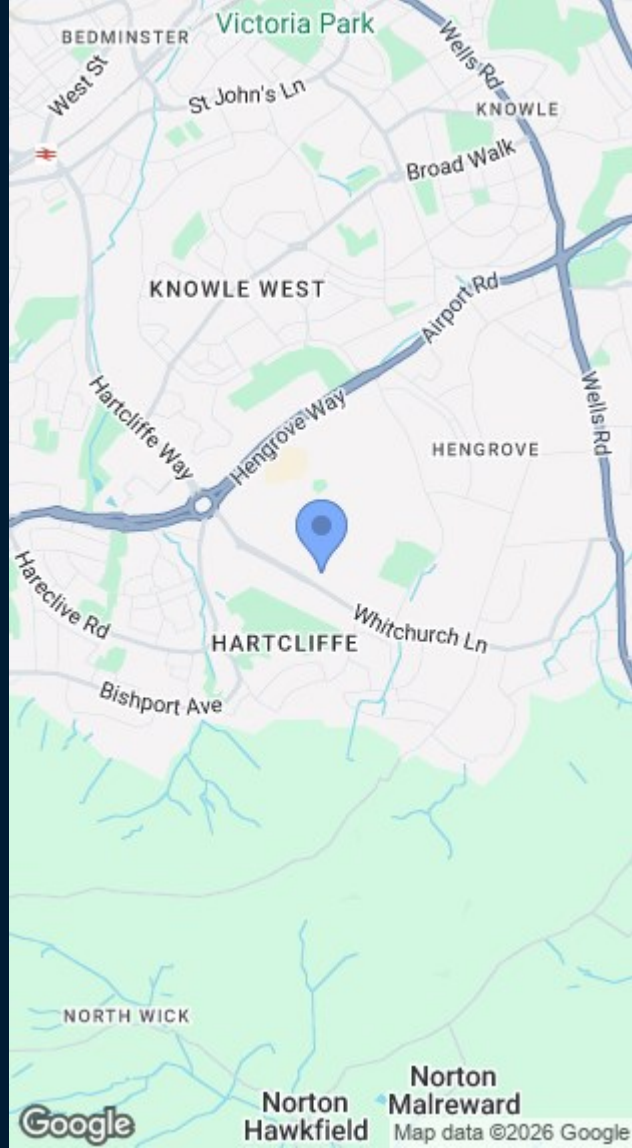 Victoria Park
BEDMINSTER
West St
Wells Rd
St John's Ln
KNOWLE
Broad Walk
KNOWLE WEST
Airport Rd
Hartcliffe Way
Hengrove Way
Wells Rd
HENGROVE
Hareclive Rd
Whitchurch Ln
HARTCLIFFE
Bishport Ave
NORTH WICK
Norton
Malreward
Norton
Hawkfield
Google
Map data ©2026 Google